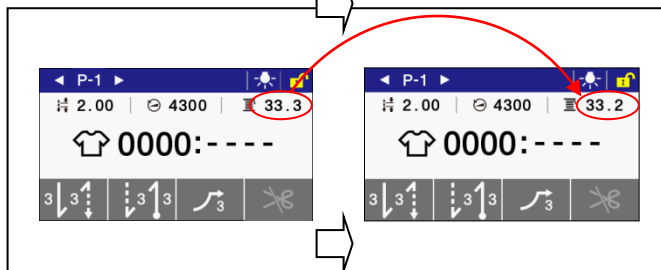 ◄ P-1 ►
2.00 | 4300 | 33.3
0000:----
3 3 3 3 3
◄ P-1 ►
2.00 | 4300 | 33.2
0000:----
3 3 3 3 3